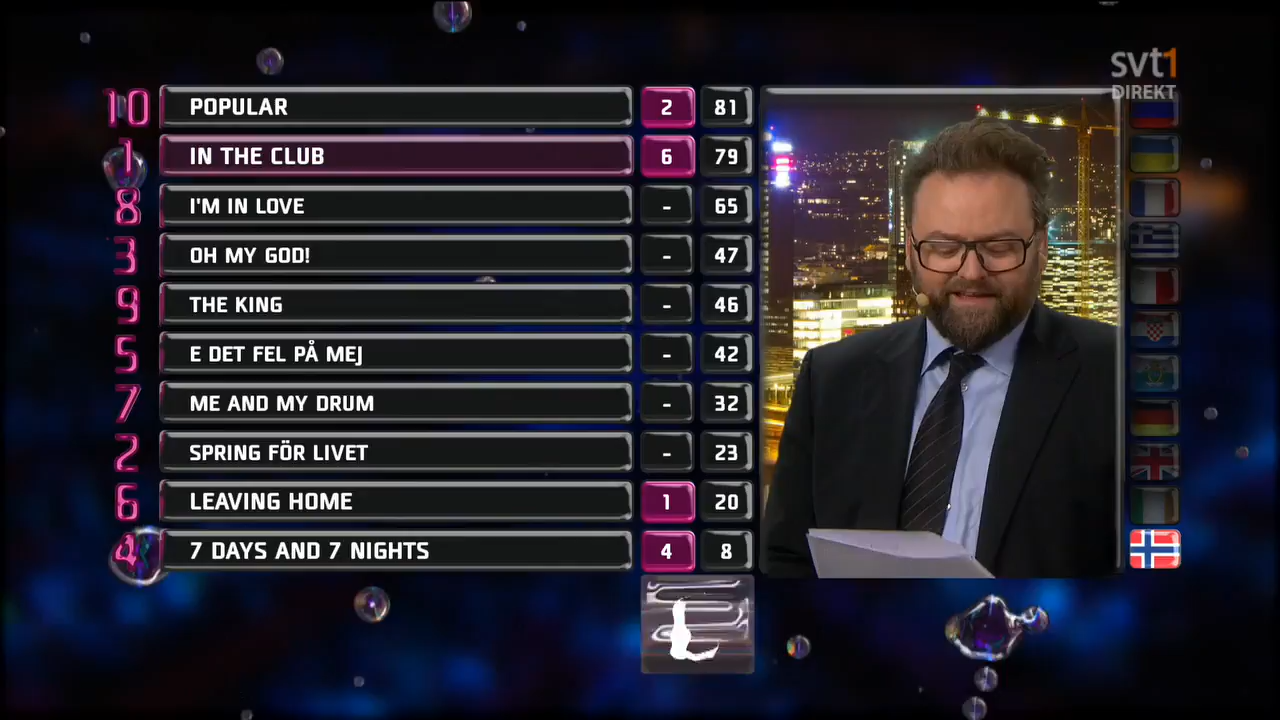 svt1
DIREKT
10 POPULAR 2 81
1 IN THE CLUB 6 79
8 I'M IN LOVE - 65
3 OH MY GOD! - 47
9 THE KING - 46
5 E DET FEL PÅ MEJ - 42
7 ME AND MY DRUM - 32
2 SPRING FÖR LIVET - 23
6 LEAVING HOME 1 20
4 7 DAYS AND 7 NIGHTS 4 8